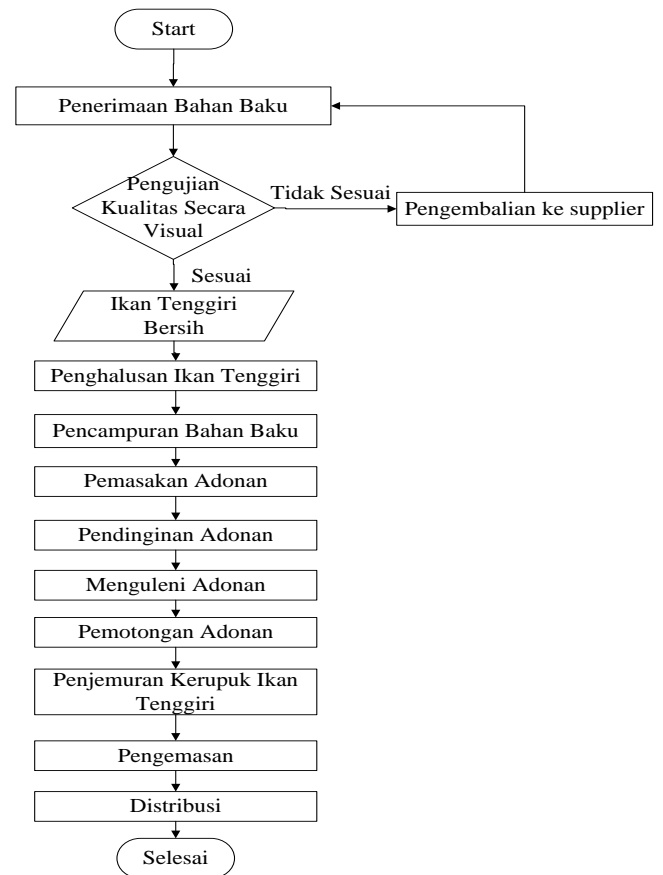 Start
Penerimaan Bahan Baku
Pengujian
Kualitas Secara
Visual
Tidak Sesuai
Pengembalian ke supplier
Sesuai
Ikan Tenggiri
Bersih
Penghalusan Ikan Tenggiri
Pencampuran Bahan Baku
Pemasakan Adonan
Pendinginan Adonan
Menguleni Adonan
Pemotongan Adonan
Penjemuran Kerupuk Ikan
Tenggiri
Pengemasan
Distribusi
Selesai